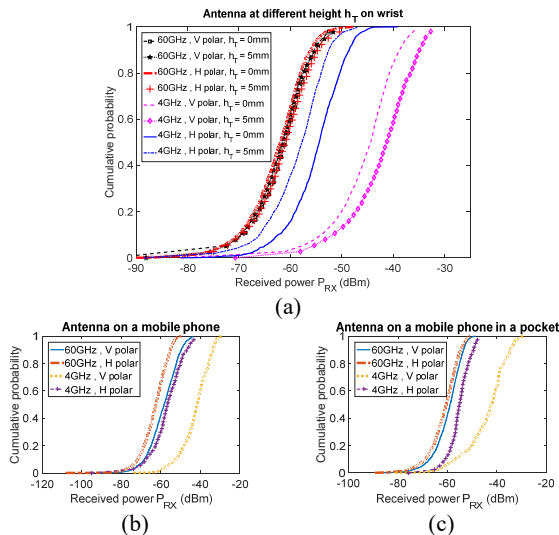 Antenna at different height h_T on wrist
Cumulative probability
1
0.8
0.6
0.4
0.2
0
60GHz , V polar, h_T = 0mm
60GHz , V polar, h_T = 5mm
60GHz , H polar, h_T = 0mm
60GHz , H polar, h_T = 5mm
4GHz , V polar, h_T = 0mm
4GHz , V polar, h_T = 5mm
4GHz , H polar, h_T = 0mm
4GHz , H polar, h_T = 5mm
-90 -80 -70 -60 -50 -40 -30
Received power P_RX (dBm)
(a)
Antenna on a mobile phone
Cumulative probability
1
0.8
0.6
0.4
0.2
0
60GHz , V polar
60GHz , H polar
4GHz , V polar
4GHz , H polar
-120 -100 -80 -60 -40 -20
Received power P_RX (dBm)
(b)
Antenna on a mobile phone in a pocket
Cumulative probability
1
0.8
0.6
0.4
0.2
0
60GHz , V polar
60GHz , H polar
4GHz , V polar
4GHz , H polar
-100 -80 -60 -40 -20
Received power P_RX (dBm)
(c)